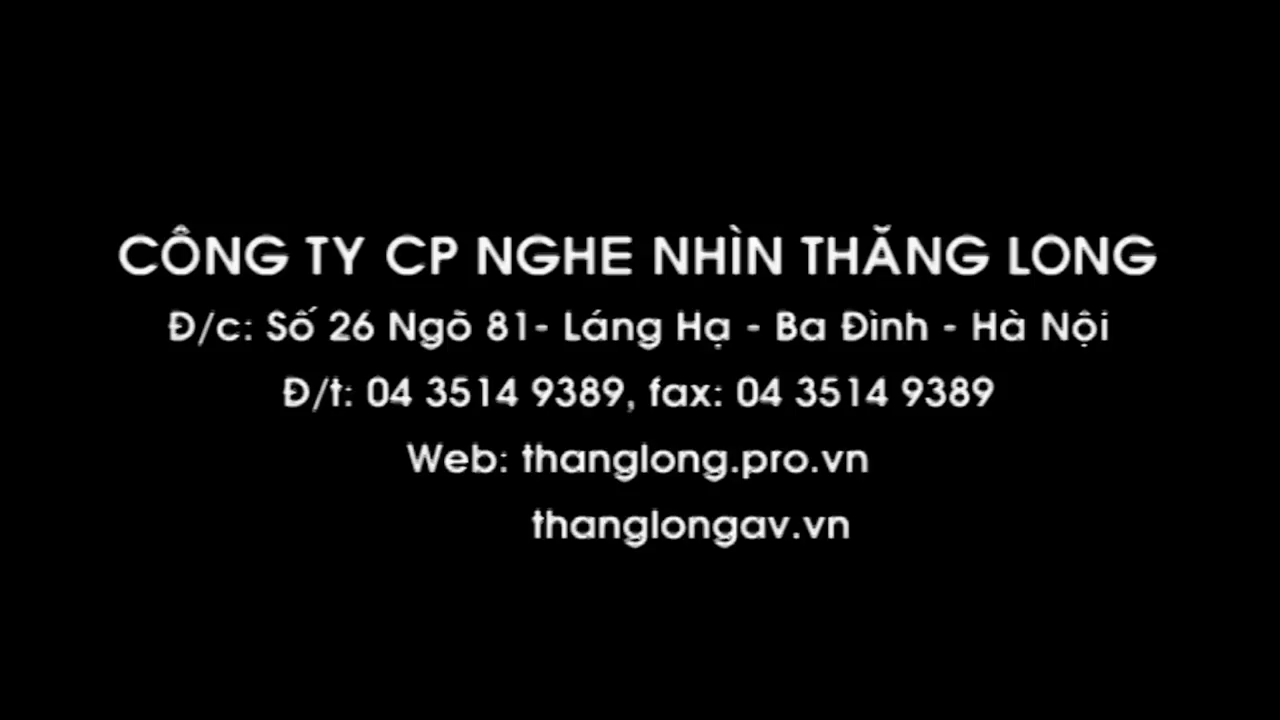 CÔNG TY CP NGHE NHÌN THĂNG LONG
Đ/c: Số 26 Ngõ 81- Láng Hạ - Ba Đình - Hà Nội
Đ/t: 04 3514 9389, fax: 04 3514 9389
Web: thanglong.pro.vn
thanglongav.vn